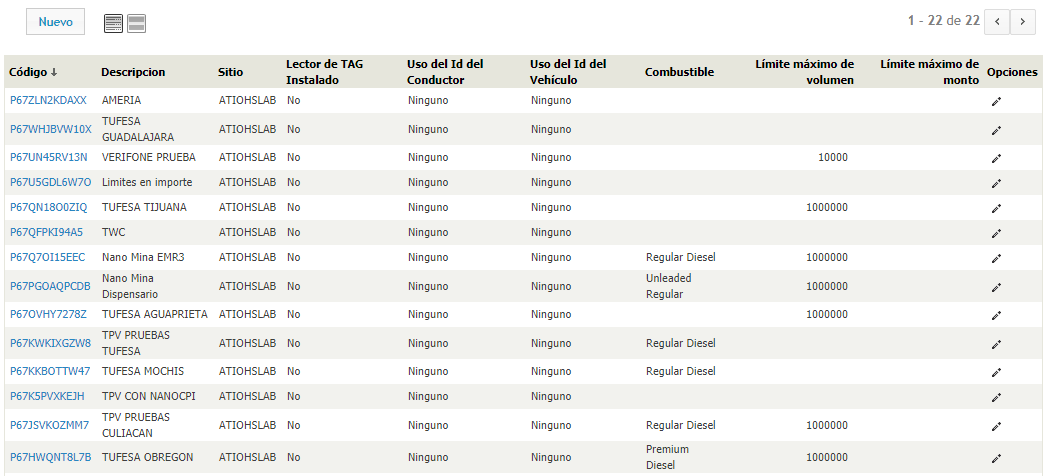 Nuevo
1 - 22 de 22
Código Descripcion Sitio Lector de TAG Instalado Uso del Id del Conductor Uso del Id del Vehículo Combustible Límite máximo de volumen Límite máximo de monto Opciones
P67ZLN2KDAXX AMERIA ATIOHSLAB No Ninguno Ninguno
P67WHJBVW10X TUFESA GUADALAJARA ATIOHSLAB No Ninguno Ninguno
P67UN45RV13N VERIFONE PRUEBA ATIOHSLAB No Ninguno Ninguno 10000
P67U5GDL6W7O Limites en importe ATIOHSLAB No Ninguno Ninguno
P67QN18O0ZIQ TUFESA TIJUANA ATIOHSLAB No Ninguno Ninguno 1000000
P67QFPKI94A5 TWC ATIOHSLAB No Ninguno Ninguno
P67Q7OI15EEC Nano Mina EMR3 ATIOHSLAB No Ninguno Ninguno Regular Diesel 1000000
P67PGOAQPCDB Nano Mina Dispensario ATIOHSLAB No Ninguno Ninguno Unleaded Regular 1000000
P67OVHY7278Z TUFESA AGUAPRIETA ATIOHSLAB No Ninguno Ninguno 1000000
P67KWKIXGZW8 TPV PRUEBAS TUFESA ATIOHSLAB No Ninguno Ninguno Regular Diesel
P67KKBOTTW47 TUFESA MOCHIS ATIOHSLAB No Ninguno Ninguno Regular Diesel
P67K5PVXKEJH TPV CON NANOCPI ATIOHSLAB No Ninguno Ninguno
P67JSVKOZMM7 TPV PRUEBAS CULIACAN ATIOHSLAB No Ninguno Ninguno Regular Diesel 1000000
P67HWQNT8L7B TUFESA OBREGON ATIOHSLAB No Ninguno Ninguno Premium Diesel 1000000